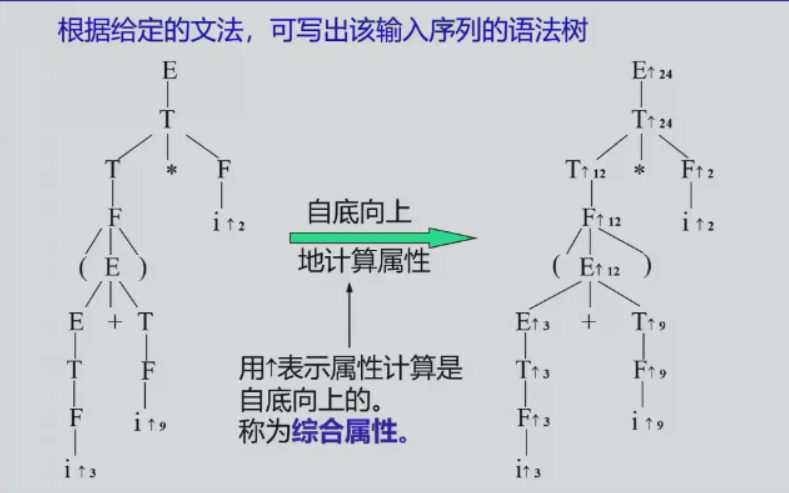 根据给定的文法，可写出该输入序列的语法树
E E↑24
T T↑24
T * F T↑12 * F↑2
F i↑2 F↑12 i↑2
自底向上
( E ) ( E↑12 )
地计算属性
E + T E↑3 + T↑9
T F T↑3 F↑9
用↑表示属性计算是
自底向上的。
称为综合属性。
F i↑9 F↑3 i↑9
i↑3 i↑3